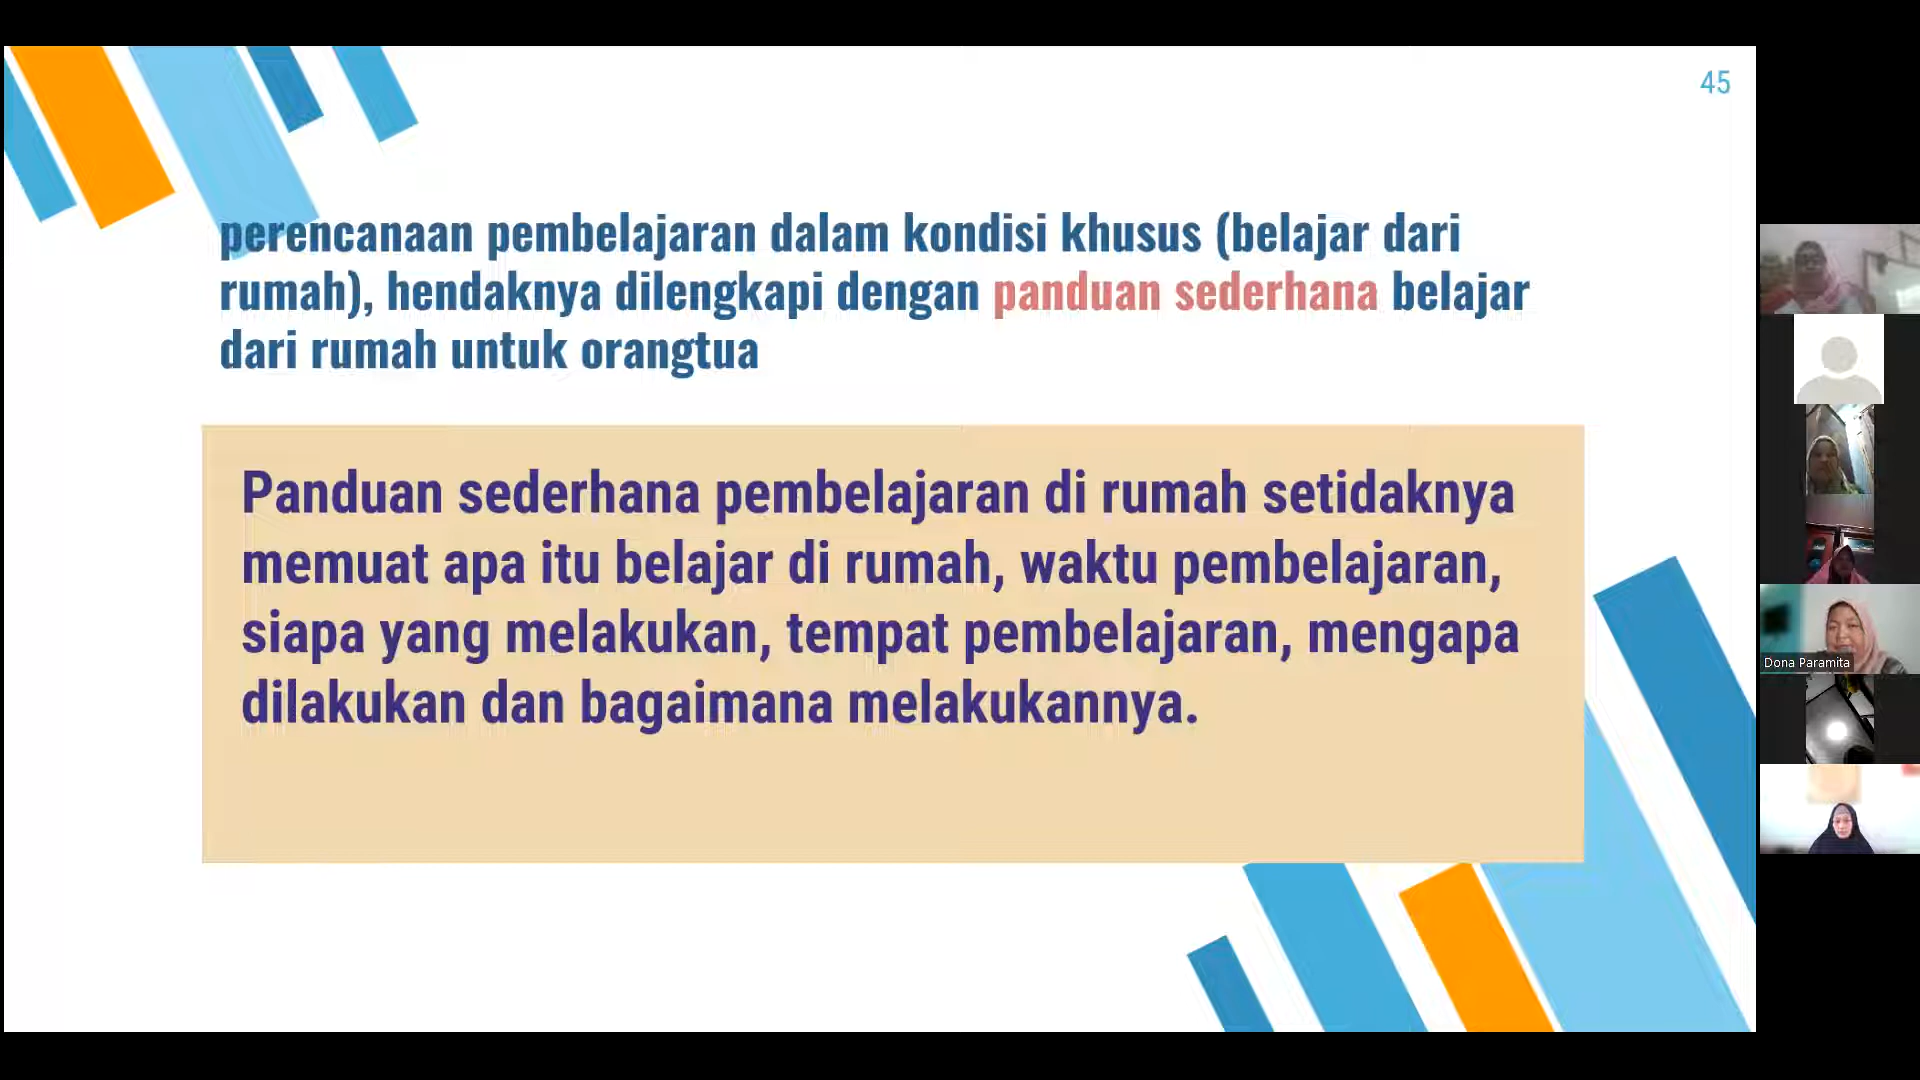 45
perencanaan pembelajaran dalam kondisi khusus (belajar dari
rumah), hendaknya dilengkapi dengan panduan sederhana belajar
dari rumah untuk orangtua
Panduan sederhana pembelajaran di rumah setidaknya
memuat apa itu belajar di rumah, waktu pembelajaran,
siapa yang melakukan, tempat pembelajaran, mengapa
dilakukan dan bagaimana melakukannya.
Dona Paramita